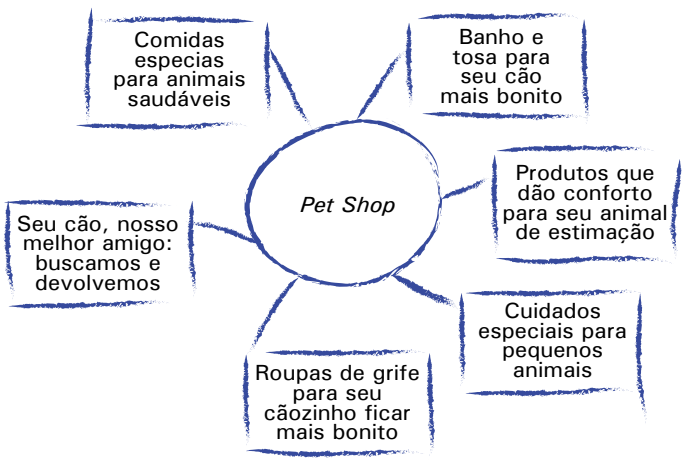 Comidas
especias
para animais
saudáveis
Banho e
tosa para
seu cão
mais bonito
Pet Shop
Produtos que
dão conforto
para seu animal
de estimação
Seu cão, nosso
melhor amigo:
buscamos e
devolvemos
Cuidados
especiais para
pequenos
animais
Roupas de grife
para seu
cãozinho ficar
mais bonito